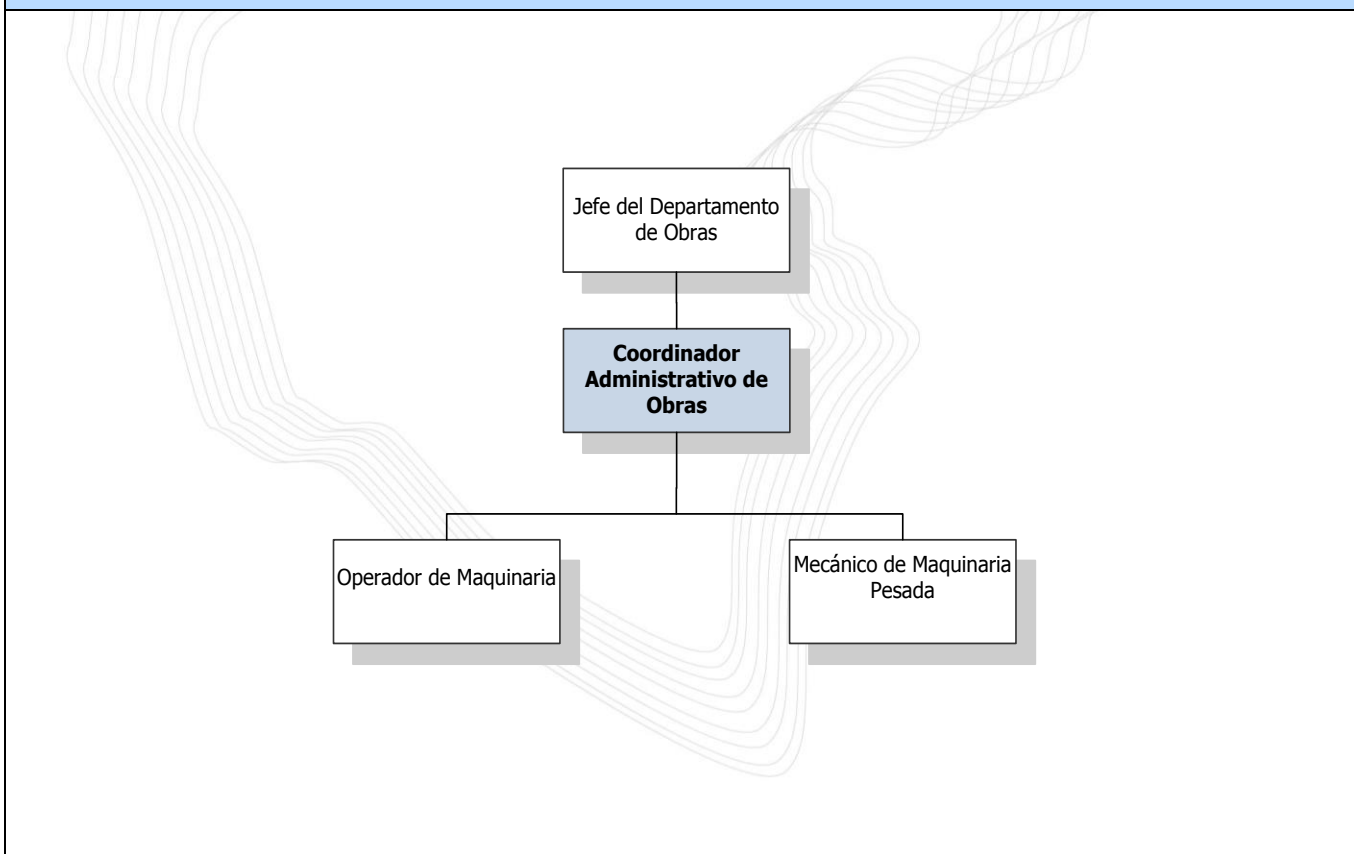 Jefe del Departamento
de Obras
Coordinador
Administrativo de
Obras
Operador de Maquinaria
Mecánico de Maquinaria
Pesada